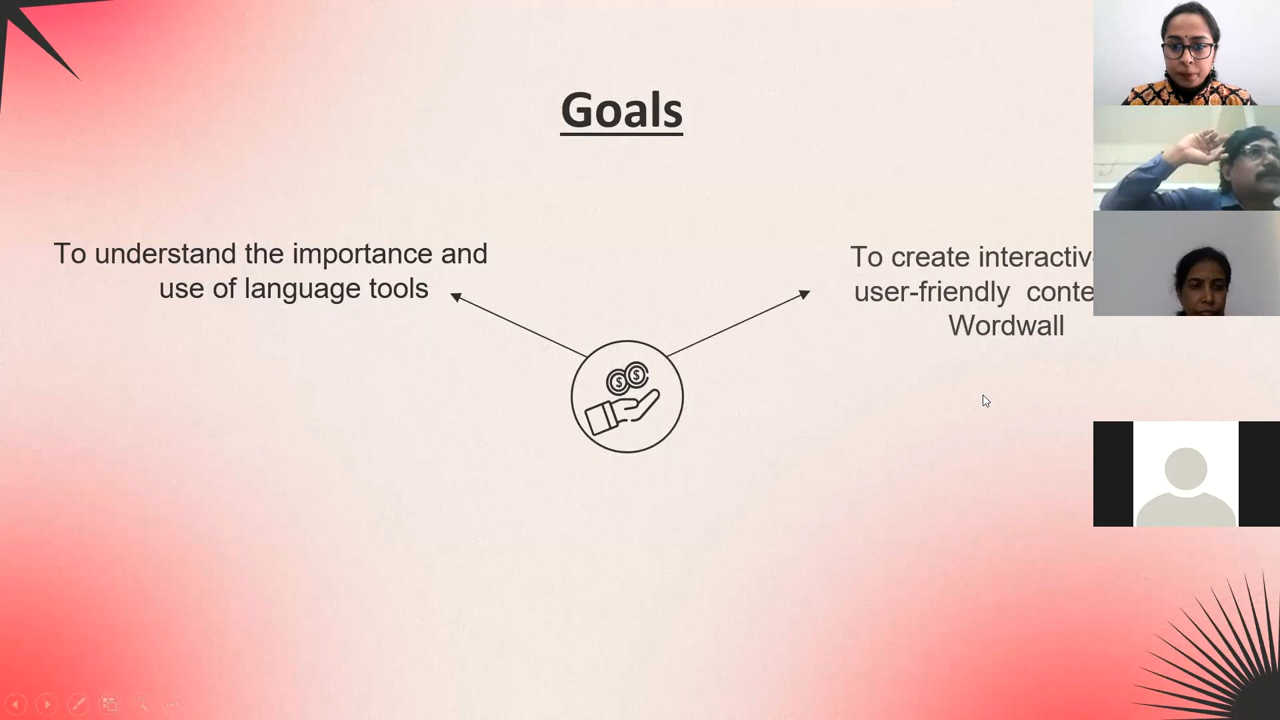 Goals
To understand the importance and
use of language tools
To create interactiv
user-friendly conte
Wordwall
$ $